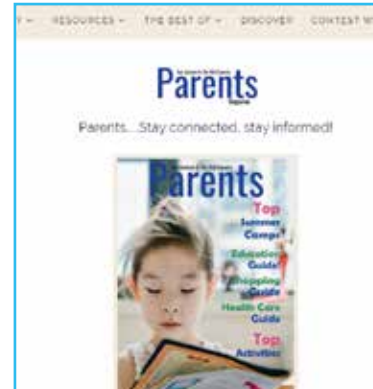 RESOURCES THE BEST OF DISCOVER CONTEST W
Parents
Parents... Stay connected, stay informed!
Parents
Top
Summer
Camps
Education
Guide!
Shopping
Guide
Health Care
Guide
Top
Activities